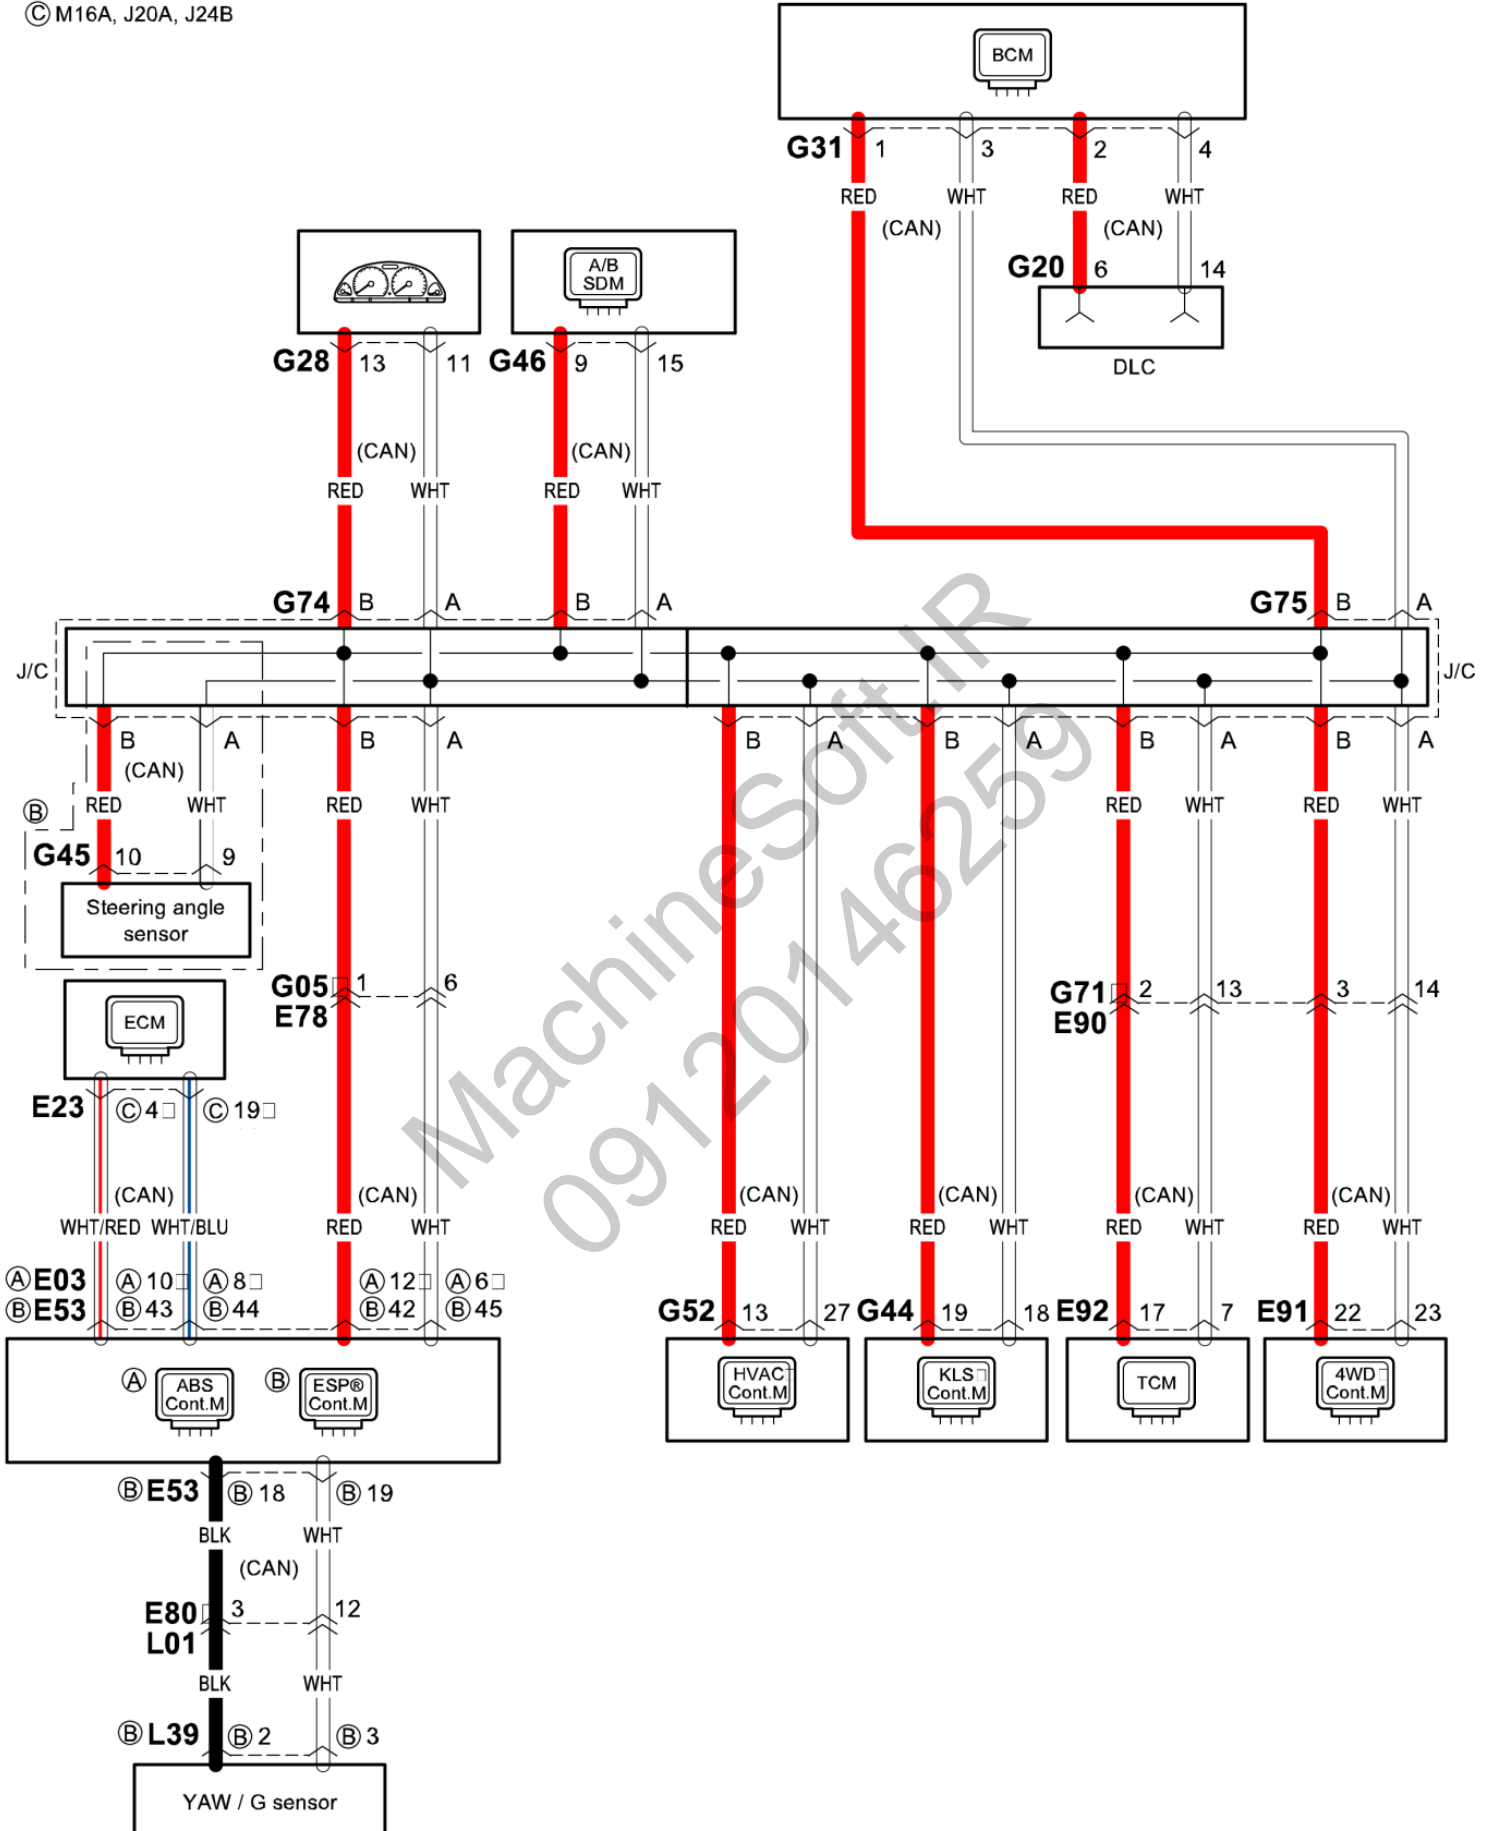 Ⓒ M16A, J20A, J24B
BCM
G31 1 3 2 4
RED WHT RED WHT
(CAN) (CAN)
G20 6 14
DLC
A/B
SDM
G28 13 11 G46 9 15
(CAN) (CAN)
RED WHT RED WHT
G74 B A B A G75 B A
J/C J/C
B A B A B A B A B A B A
(CAN)
RED WHT RED WHT RED WHT RED WHT
Ⓑ
G45 10 9
Steering angle
sensor
G05 1 6 G71 2 13 3 14
E78 E90
ECM
E23 Ⓒ 4 Ⓒ 19
(CAN) (CAN) (CAN) (CAN) (CAN) (CAN)
WHT/RED WHT/BLU RED WHT RED WHT RED WHT RED WHT RED WHT
Ⓐ E03 Ⓐ 10 Ⓐ 8 Ⓐ 12 Ⓐ 6
Ⓑ E53 Ⓑ 43 Ⓑ 44 Ⓑ 42 Ⓑ 45
G52 13 27 G44 19 18 E92 17 7 E91 22 23
Ⓐ ABS
Cont.M
Ⓑ ESP®
Cont.M
HVAC
Cont.M
KLS
Cont.M
TCM
4WD
Cont.M
Ⓑ E53 Ⓑ 18 Ⓑ 19
BLK WHT
(CAN)
E80 3 12
L01
BLK WHT
Ⓑ L39 Ⓑ 2 Ⓑ 3
YAW / G sensor
MachineSoft.IR
09120146259